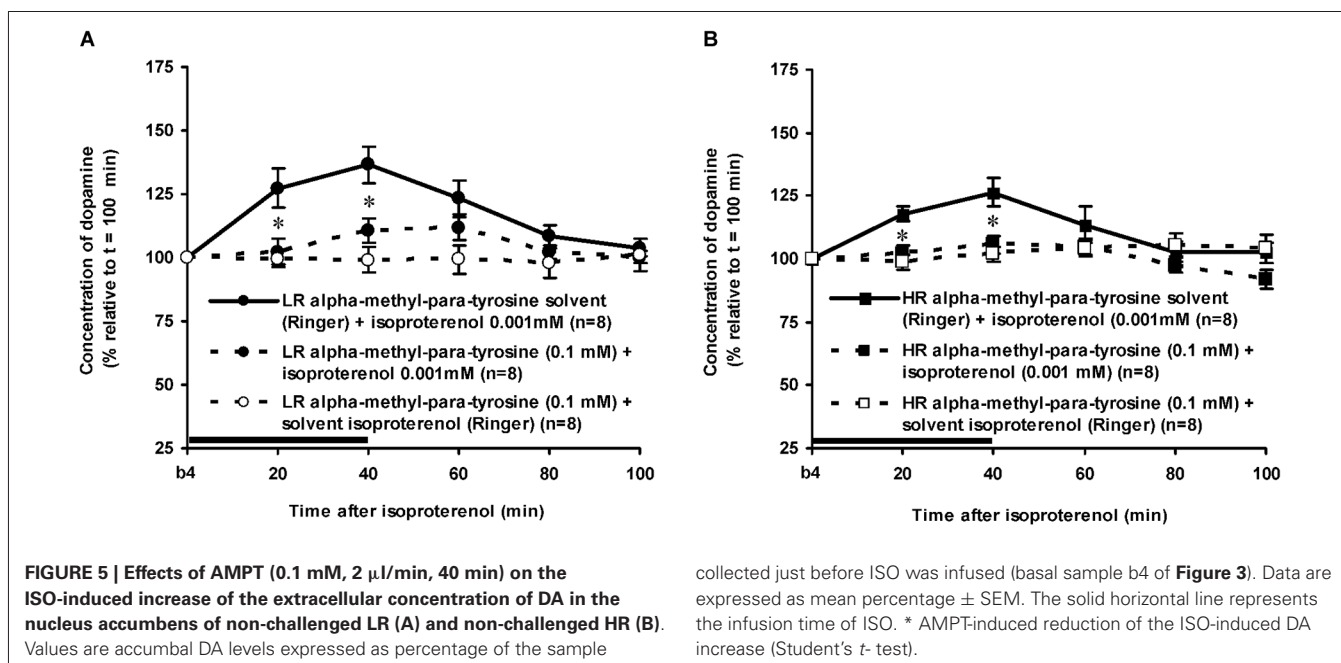 A
Concentration of dopamine
(% relative to t = 100 min)
175
150
125
100
75
50
25
*
*
LR alpha-methyl-para-tyrosine solvent
(Ringer) + isoproterenol 0.001mM (n=8)
LR alpha-methyl-para-tyrosine (0.1 mM) +
isoproterenol 0.001mM (n=8)
LR alpha-methyl-para-tyrosine (0.1 mM) +
solvent isoproterenol (Ringer) (n=8)
b4 20 40 60 80 100
Time after isoproterenol (min)
B
Concentration of dopamine
(% relative to t = 100 min)
175
150
125
100
75
50
25
*
*
HR alpha-methyl-para-tyrosine solvent
(Ringer) + isoproterenol (0.001mM (n=8)
HR alpha-methyl-para-tyrosine (0.1 mM) +
isoproterenol (0.001 mM) (n=8)
HR alpha-methyl-para-tyrosine (0.1 mM) +
solvent isoproterenol (Ringer) (n=8)
b4 20 40 60 80 100
Time after isoproterenol (min)
FIGURE 5 | Effects of AMPT (0.1 mM, 2 μl/min, 40 min) on the
ISO-induced increase of the extracellular concentration of DA in the
nucleus accumbens of non-challenged LR (A) and non-challenged HR (B).
Values are accumbal DA levels expressed as percentage of the sample
collected just before ISO was infused (basal sample b4 of Figure 3). Data are
expressed as mean percentage ± SEM. The solid horizontal line represents
the infusion time of ISO. * AMPT-induced reduction of the ISO-induced DA
increase (Student's t- test).